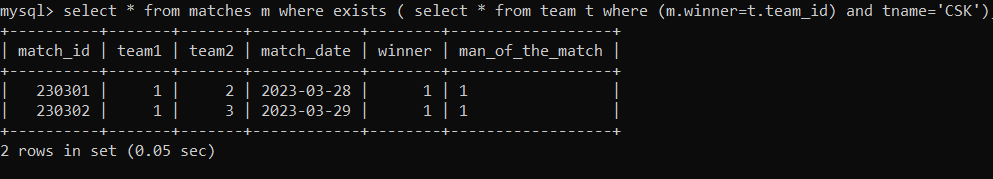 mysql> select * from matches m where exists ( select * from team t where (m.winner=t.team_id) and tname='CSK');
+----------+-------+-------+------------+--------+------------------+
| match_id | team1 | team2 | match_date | winner | man_of_the_match |
+----------+-------+-------+------------+--------+------------------+
|   230301 |     1 |     2 | 2023-03-28 |      1 | 1                |
|   230302 |     1 |     3 | 2023-03-29 |      1 | 1                |
+----------+-------+-------+------------+--------+------------------+
2 rows in set (0.05 sec)